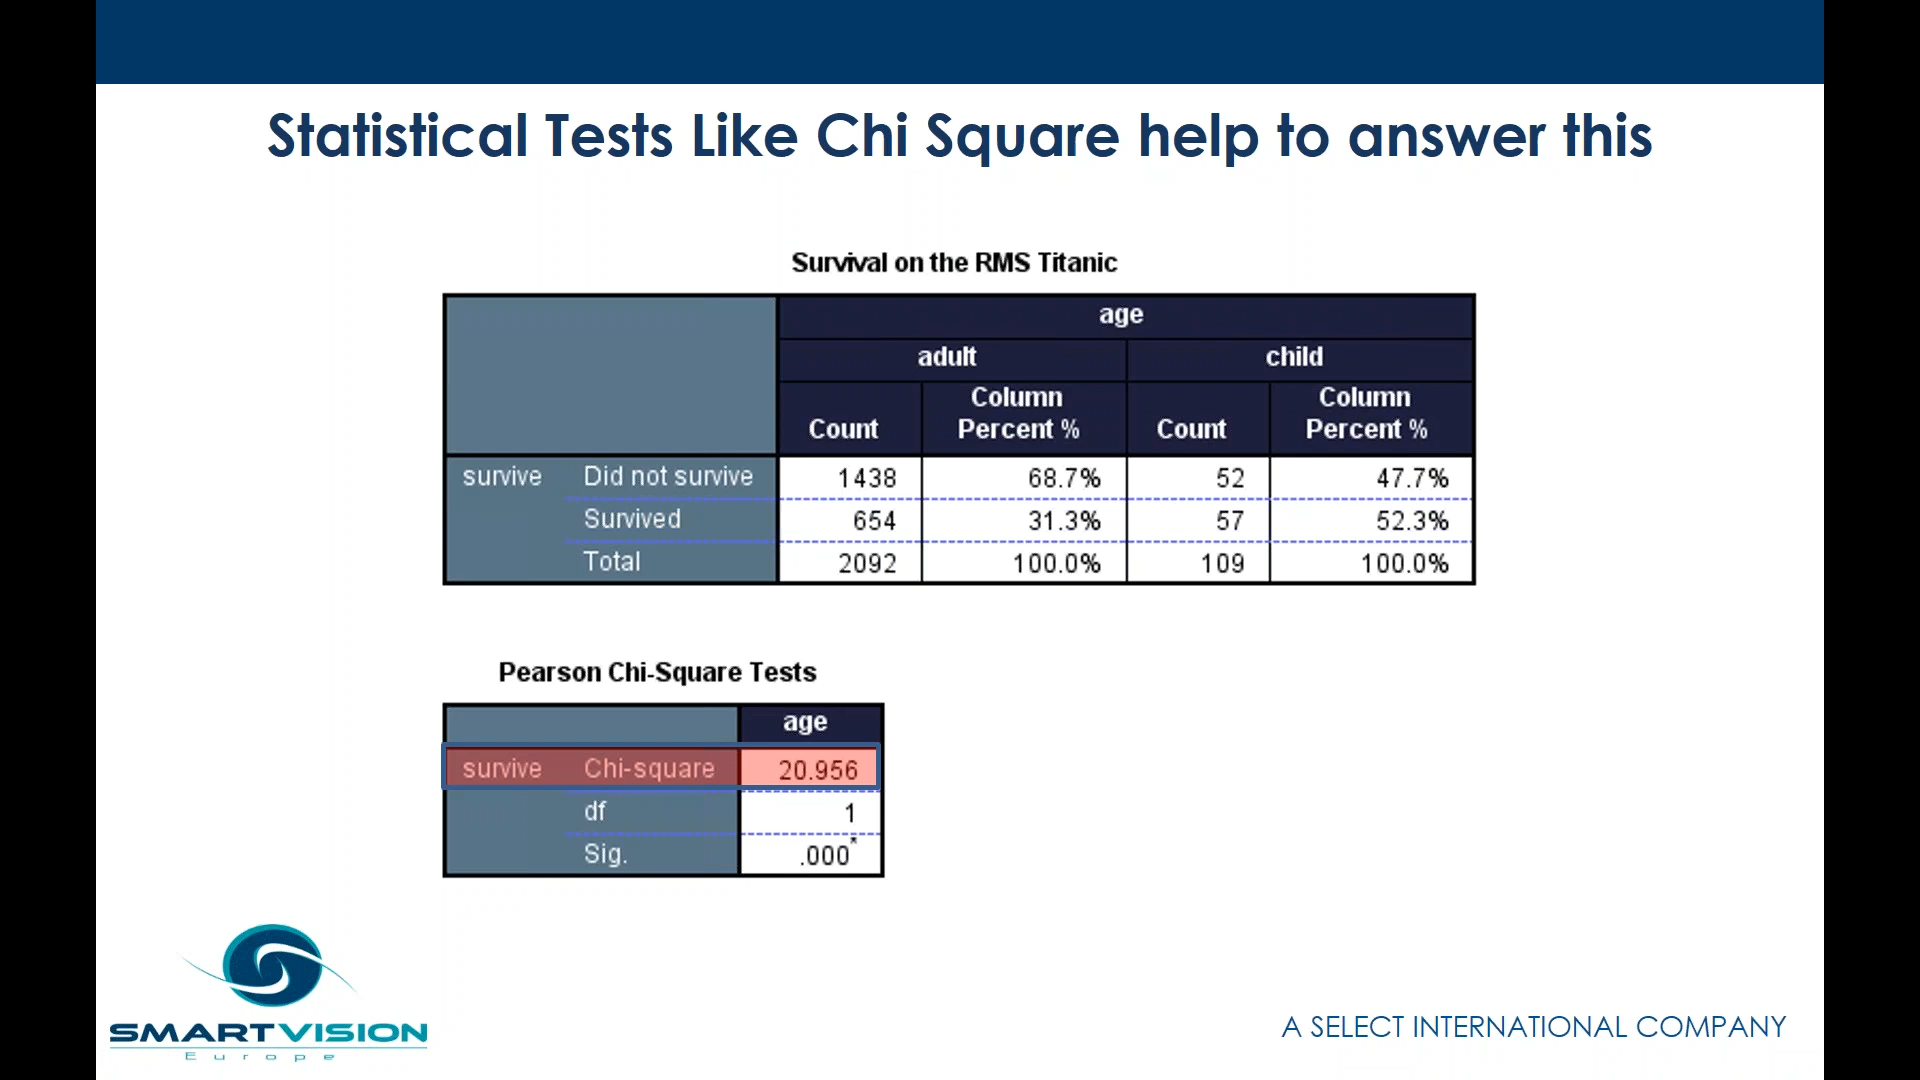 Statistical Tests Like Chi Square help to answer this
Survival on the RMS Titanic
age
adult child
Count Column Percent % Count Column Percent %
survive Did not survive 1438 68.7% 52 47.7%
Survived 654 31.3% 57 52.3%
Total 2092 100.0% 109 100.0%
Pearson Chi-Square Tests
age
survive Chi-square 20.956
df 1
Sig. .000*
SMARTVISION
Europe
A SELECT INTERNATIONAL COMPANY